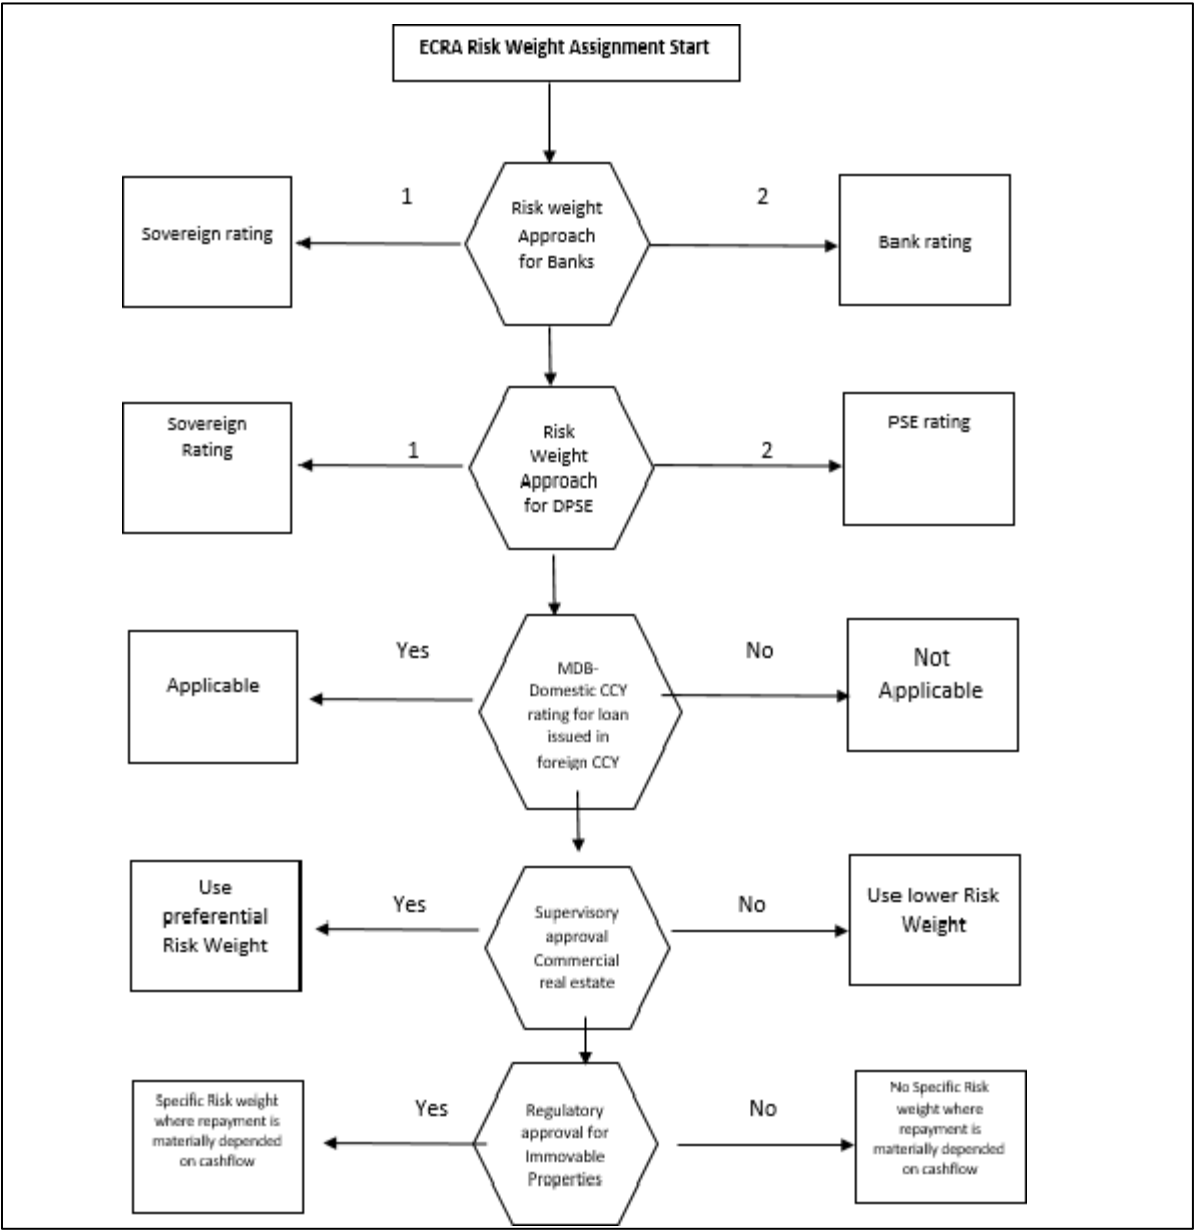 ECRA Risk Weight Assignment Start
1
2
Sovereign rating
Risk weight
Approach
for Banks
Bank rating
Sovereign
Rating
1
Risk
Weight
Approach
for DPSE
2
PSE rating
Applicable
Yes
MDB-
Domestic CCY
rating for loan
issued in
foreign CCY
No
Not
Applicable
Use
preferential
Risk Weight
Yes
Supervisory
approval
Commercial
real estate
No
Use lower Risk
Weight
Specific Risk weight
where repayment is
materially depended
on cashflow
Yes
Regulatory
approval for
Immovable
Properties
No
No Specific Risk
weight where
repayment is
materially depended
on cashflow